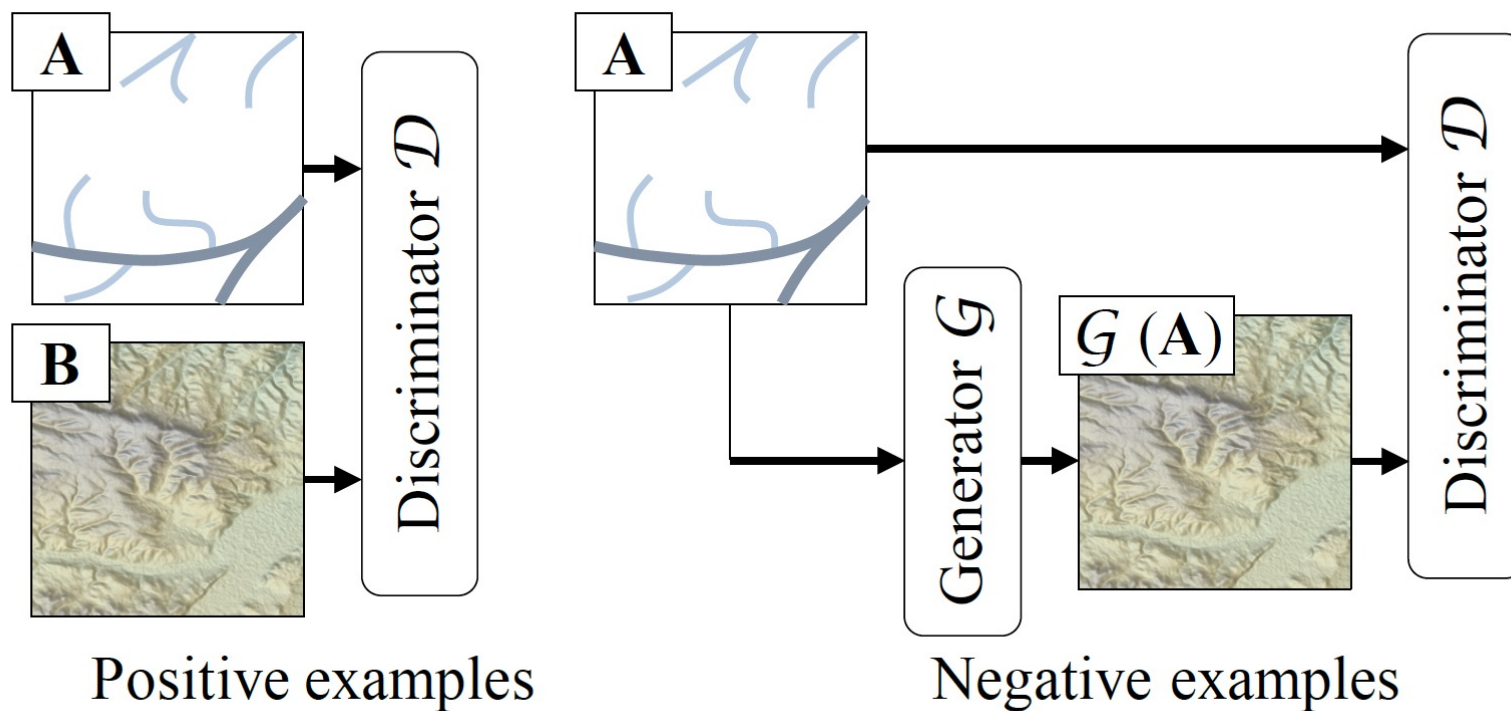 A
B
Discriminator 𝒟
Positive examples
A
Generator 𝒢
𝒢 (A)
Discriminator 𝒟
Negative examples